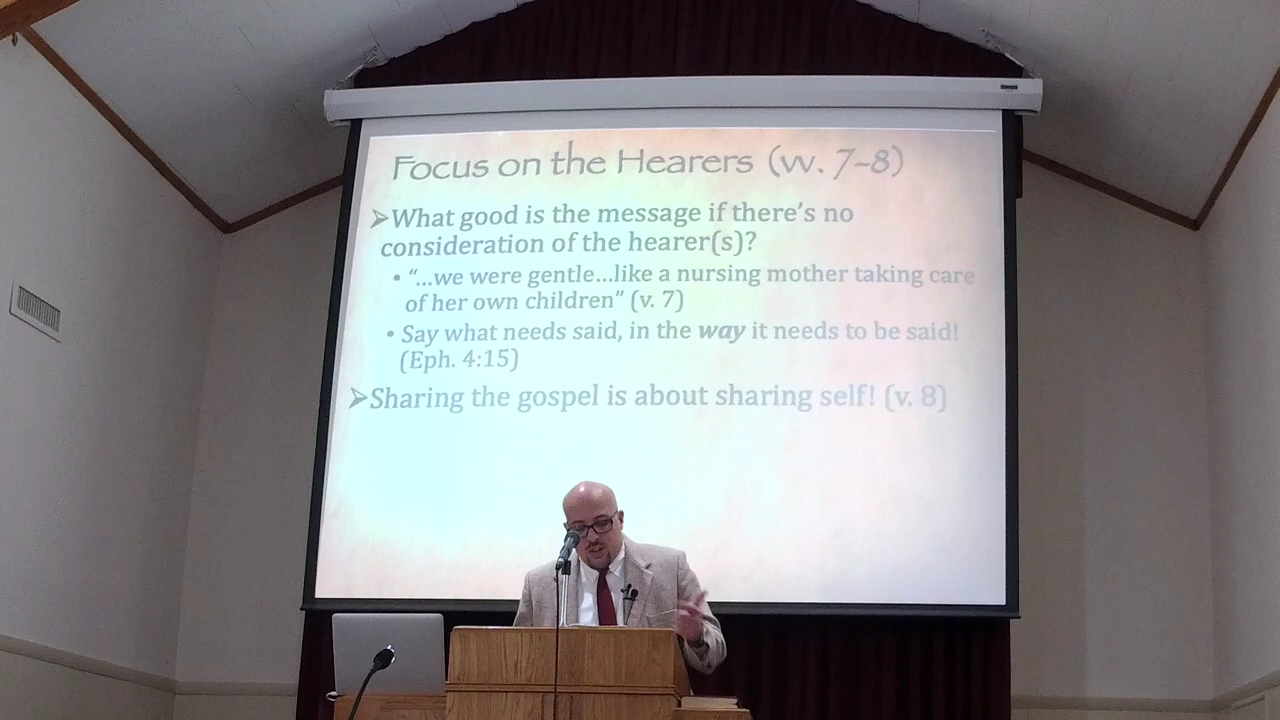 Focus on the Hearers (vv. 7-8)
➢What good is the message if there's no
consideration of the hearer(s)?
• "...we were gentle...like a nursing mother taking care
of her own children" (v. 7)
• Say what needs said, in the way it needs to be said!
(Eph. 4:15)
➢Sharing the gospel is about sharing self! (v. 8)